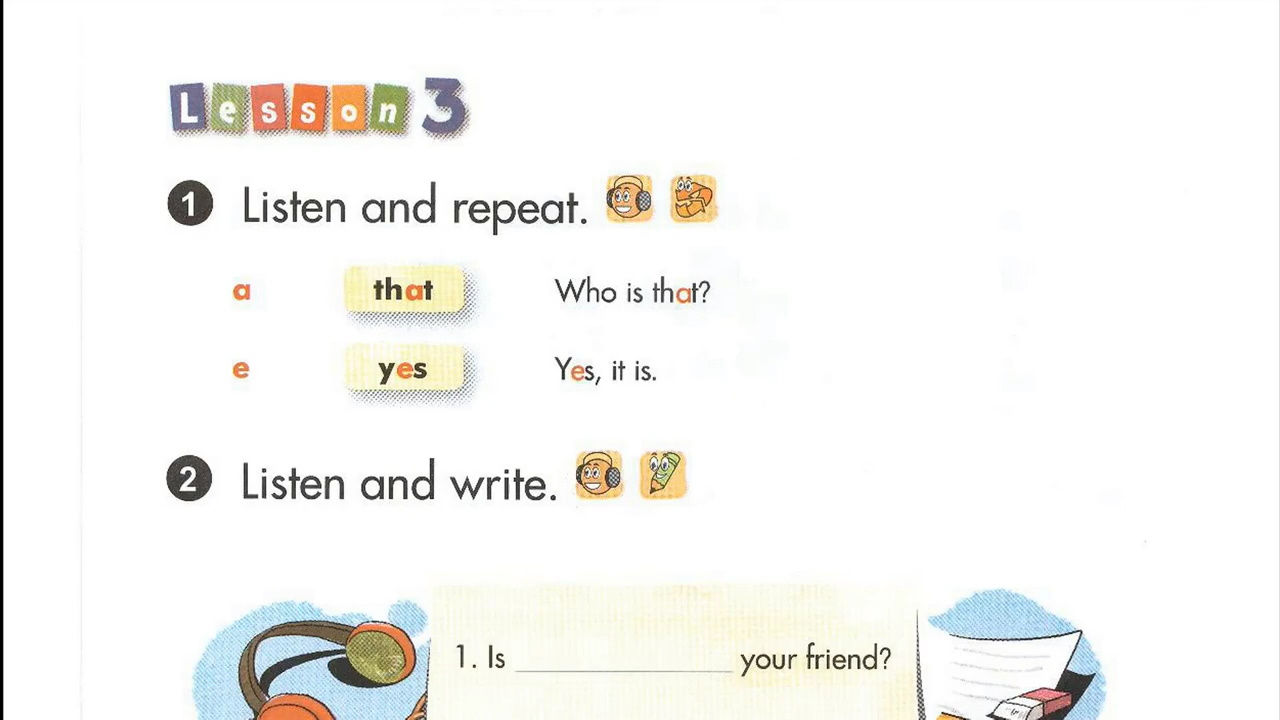 Lesson 3
1 Listen and repeat.
a that Who is that?
e yes Yes, it is.
2 Listen and write.
1. Is ____________ your friend?